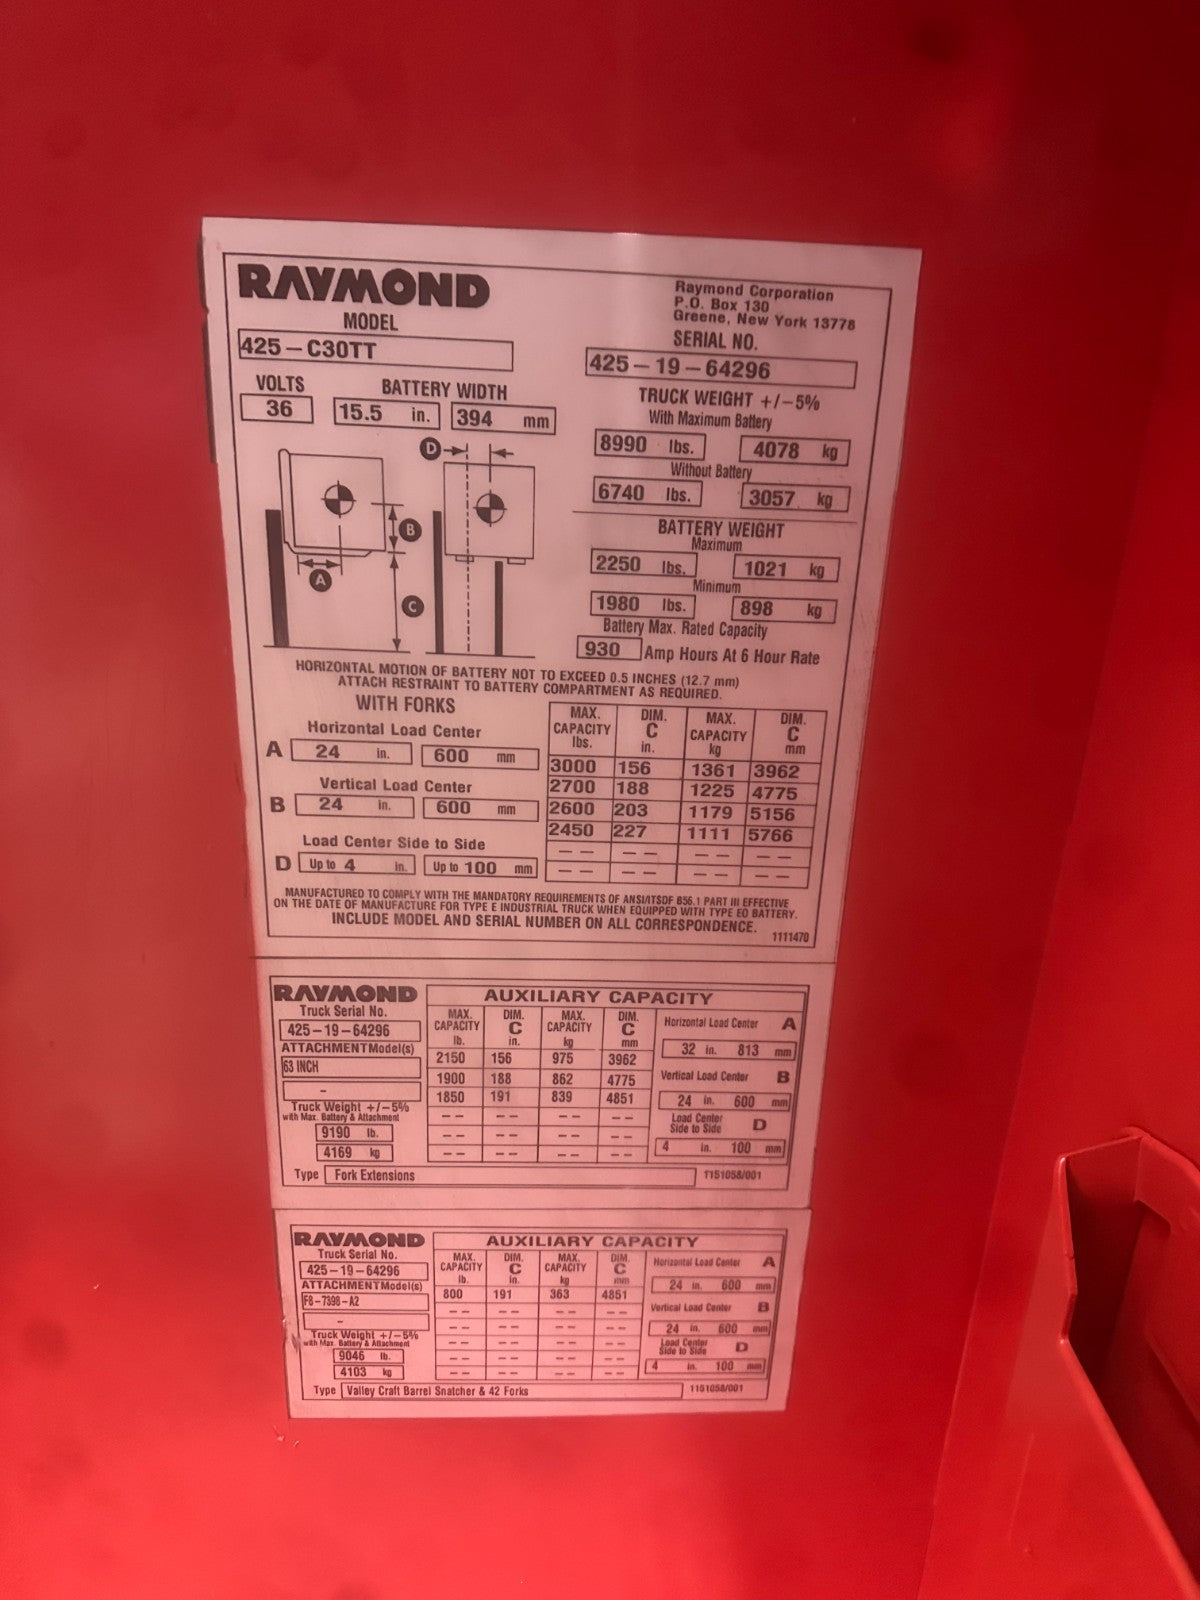 RAYMOND
Raymond Corporation
P.O. Box 130
Greene, New York 13778
MODEL
425-C30TT
SERIAL NO.
425-19-64296
VOLTS
36
BATTERY WIDTH
15.5 in. 394 mm
TRUCK WEIGHT +/-5%
With Maximum Battery
8990 lbs. 4078 kg
Without Battery
6740 lbs. 3057 kg
BATTERY WEIGHT
Maximum
2250 lbs. 1021 kg
Minimum
1980 lbs. 898 kg
Battery Max. Rated Capacity
930 Amp Hours At 6 Hour Rate
D
B
A
C
HORIZONTAL MOTION OF BATTERY NOT TO EXCEED 0.5 INCHES (12.7 mm)
ATTACH RESTRAINT TO BATTERY COMPARTMENT AS REQUIRED.
WITH FORKS
Horizontal Load Center
A 24 in. 600 mm
Vertical Load Center
B 24 in. 600 mm
Load Center Side to Side
D Up to 4 in. Up to 100 mm
MAX. CAPACITY lbs. DIM. C in. MAX. CAPACITY kg DIM. C mm
3000 156 1361 3962
2700 188 1225 4775
2600 203 1179 5156
2450 227 1111 5766
-- -- -- --
-- -- -- --
MANUFACTURED TO COMPLY WITH THE MANDATORY REQUIREMENTS OF ANSI/ITSDF B56.1 PART III EFFECTIVE
ON THE DATE OF MANUFACTURE FOR TYPE E INDUSTRIAL TRUCK WHEN EQUIPPED WITH TYPE EO BATTERY.
INCLUDE MODEL AND SERIAL NUMBER ON ALL CORRESPONDENCE.
1111470
RAYMOND
Truck Serial No.
425-19-64296
ATTACHMENT Model(s)
63 INCH
-
Truck Weight +/-5%
with Max. Battery & Attachment
9190 lb.
4169 kg
AUXILIARY CAPACITY
MAX. CAPACITY lb. DIM. C in. MAX. CAPACITY kg DIM. C mm
2150 156 975 3962
1900 188 862 4775
1850 191 839 4851
-- -- -- --
-- -- -- --
-- -- -- --
Horizontal Load Center A
32 in. 813 mm
Vertical Load Center B
24 in. 600 mm
Load Center
Side to Side D
4 in. 100 mm
Type Fork Extensions
1151058/001
RAYMOND
Truck Serial No.
425-19-64296
ATTACHMENT Model(s)
F8-7398-A2
-
Truck Weight +/-5%
with Max. Battery & Attachment
9046 lb.
4103 kg
AUXILIARY CAPACITY
MAX. CAPACITY lb. DIM. C in. MAX. CAPACITY kg DIM. C mm
800 191 363 4851
-- -- -- --
-- -- -- --
-- -- -- --
-- -- -- --
-- -- -- --
Horizontal Load Center A
24 in. 600 mm
Vertical Load Center B
24 in. 600 mm
Load Center
Side to Side D
4 in. 100 mm
Type Valley Craft Barrel Snatcher & 42 Forks
1151058/001